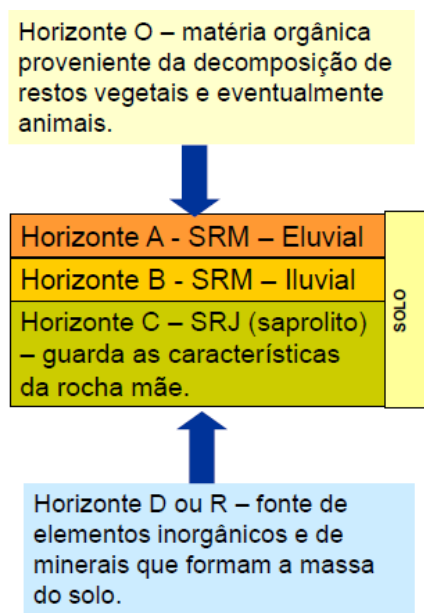 Horizonte O – matéria orgânica
proveniente da decomposição de
restos vegetais e eventualmente
animais.
Horizonte A - SRM – Eluvial
Horizonte B - SRM – Iluvial
Horizonte C – SRJ (saprolito)
– guarda as características
da rocha mãe.
SOLO
Horizonte D ou R – fonte de
elementos inorgânicos e de
minerais que formam a massa
do solo.